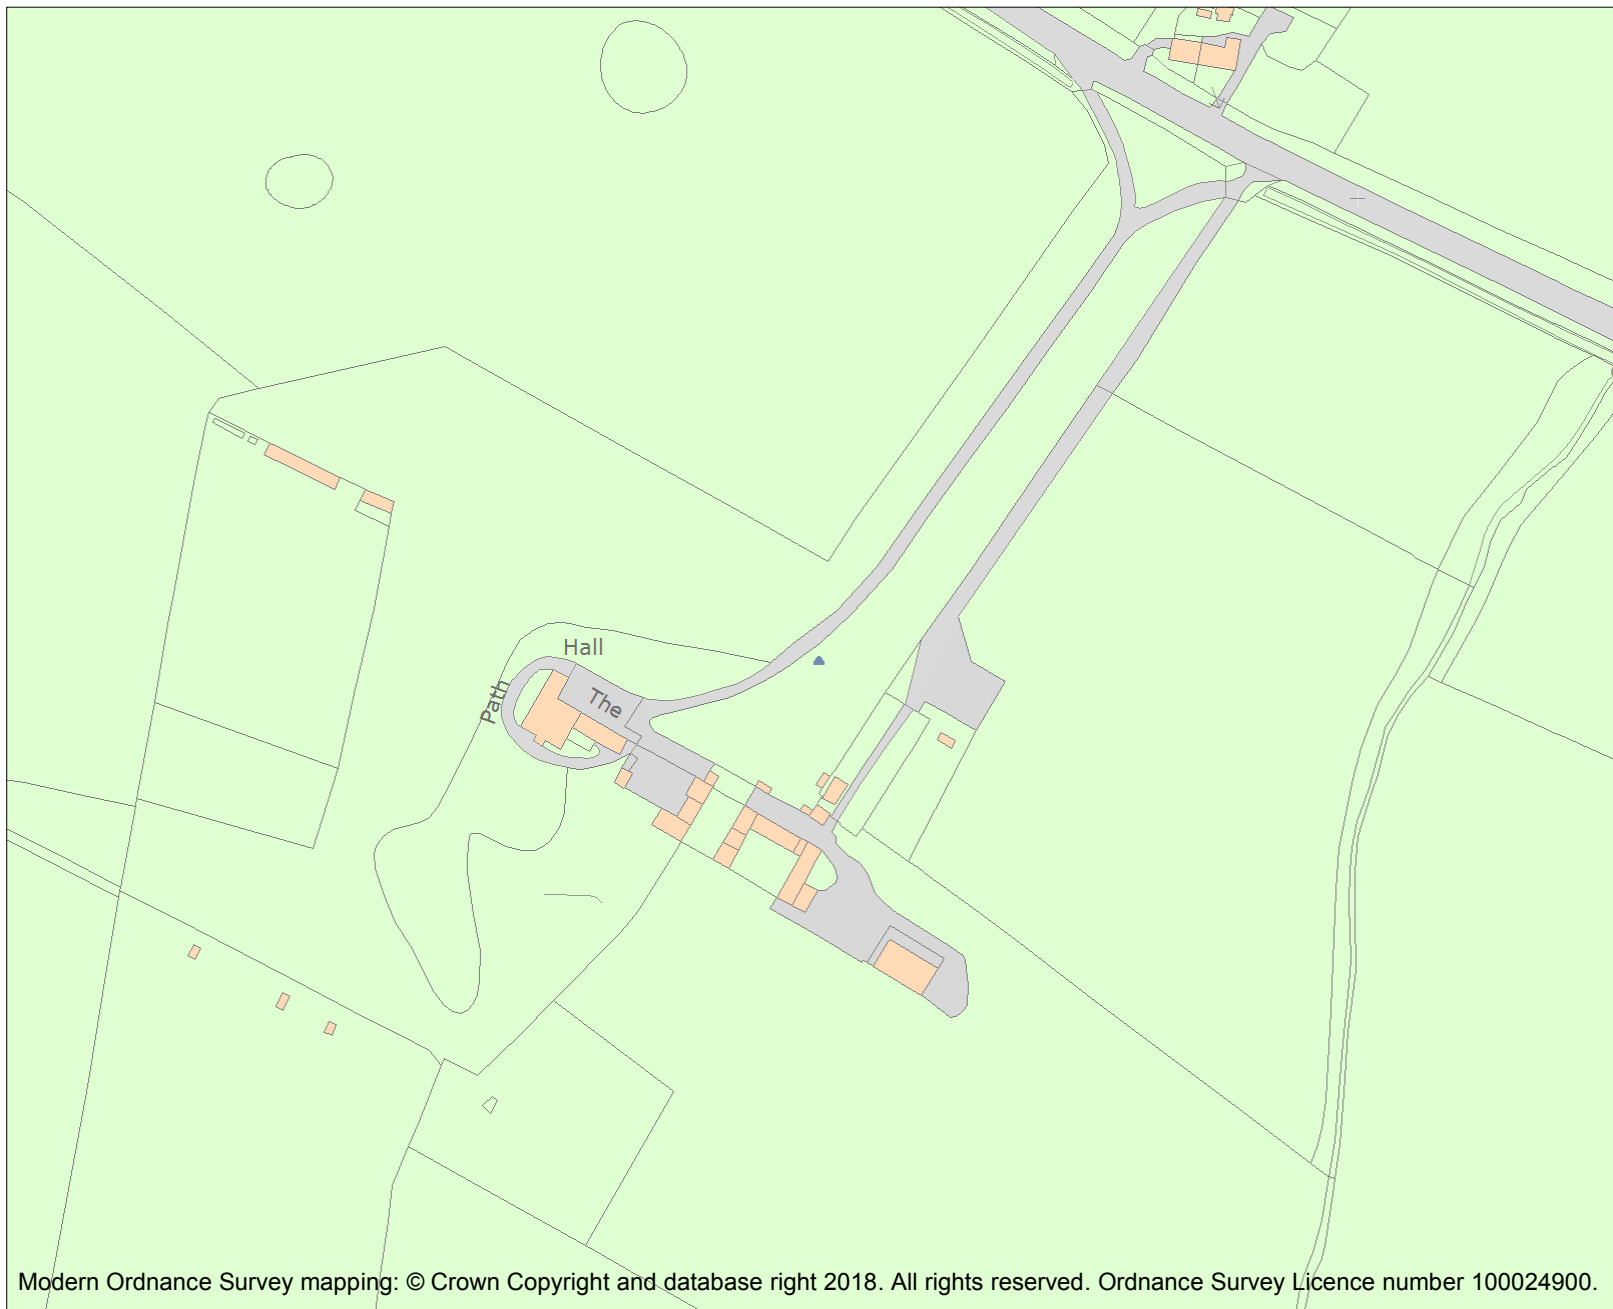 Hall
The
Path
Modern Ordnance Survey mapping: © Crown Copyright and database right 2018. All rights reserved. Ordnance Survey Licence number 100024900.